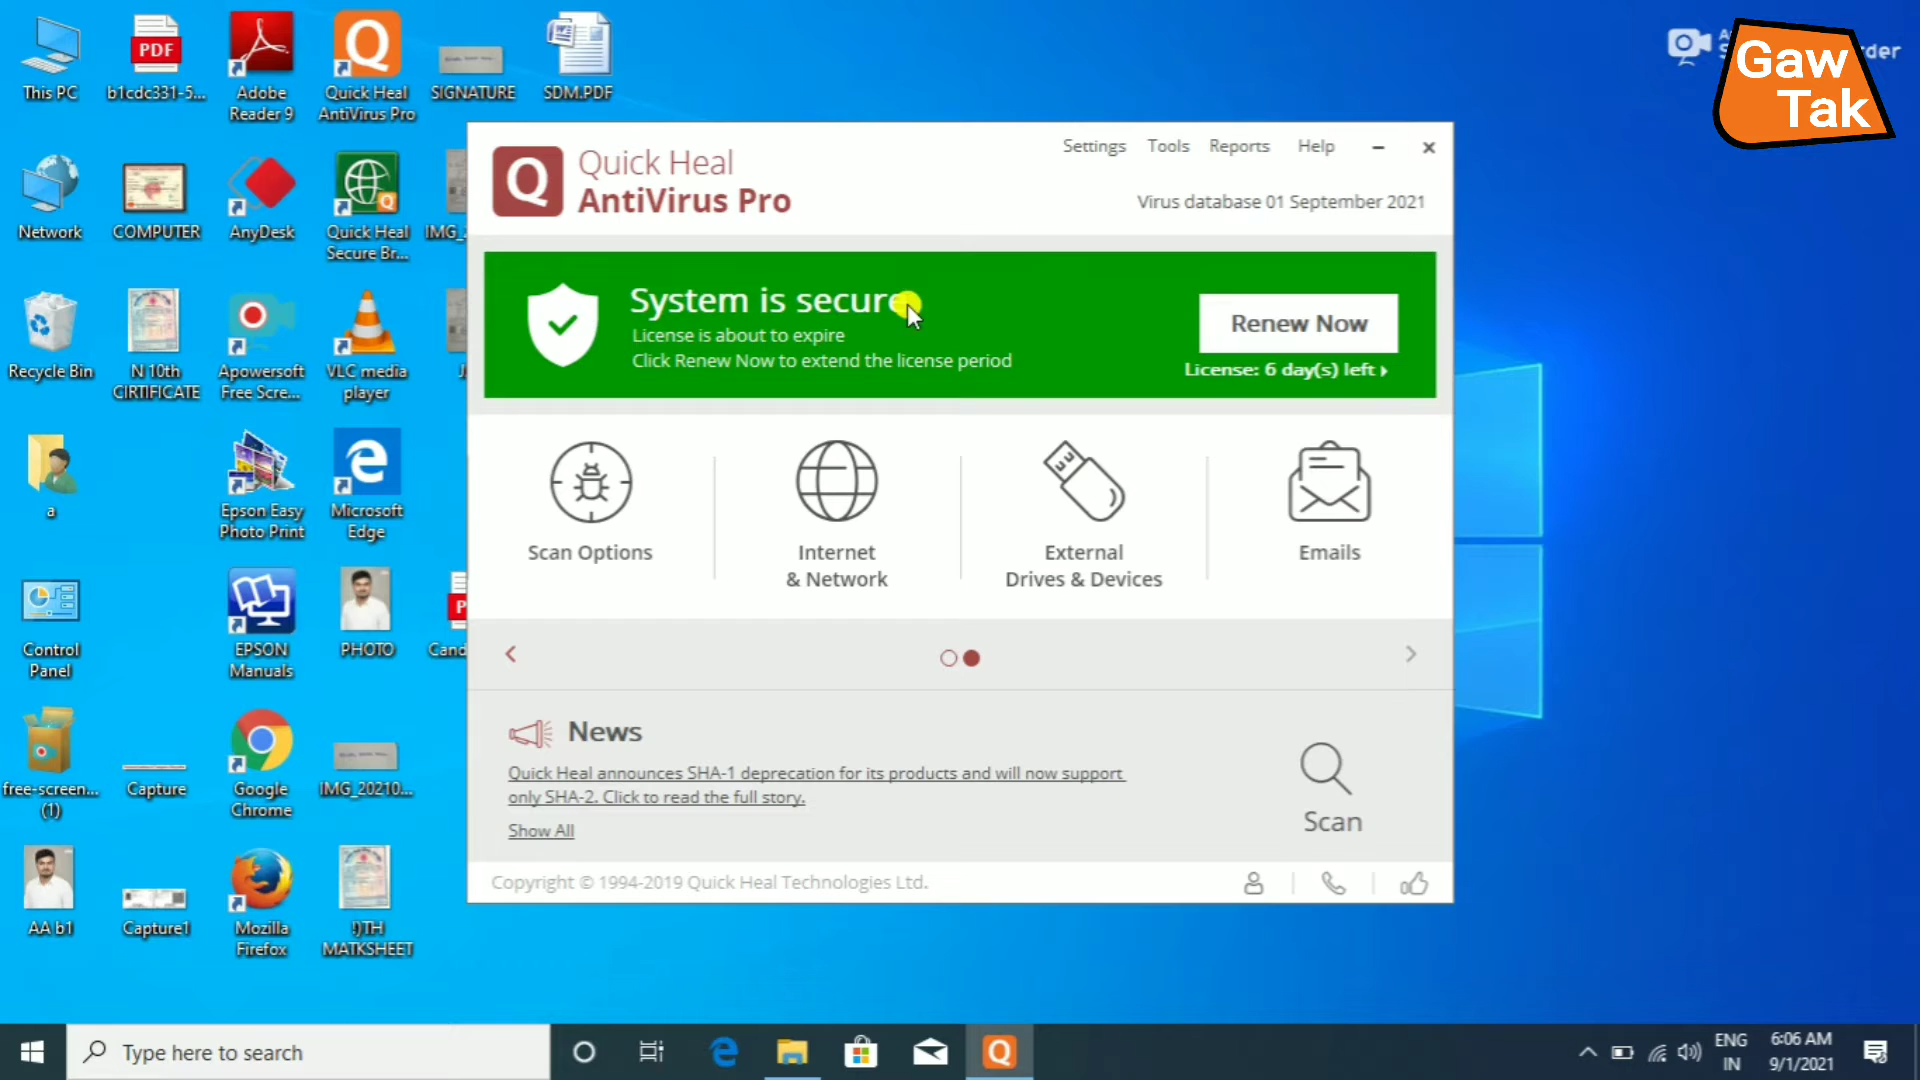 This PC
b1cdc331-5...
Adobe
Reader 9
Quick Heal
AntiVirus Pro
SIGNATURE
SDM.PDF
PDF
Network
COMPUTER
AnyDesk
Quick Heal
Secure Br...
IMG_2
Recycle Bin
N 10th
CIRTIFICATE
Apowersoft
Free Scre...
VLC media
player
a
Epson Easy
Photo Print
Microsoft
Edge
Control
Panel
EPSON
Manuals
PHOTO
Cand
free-screen...
(1)
Capture
Google
Chrome
IMG_20210...
AA b1
Capture1
Mozilla
Firefox
!)TH
MATKSHEET
Gaw
Tak
der
Quick Heal
AntiVirus Pro
Settings
Tools
Reports
Help
Virus database 01 September 2021
System is secure
License is about to expire
Click Renew Now to extend the license period
Renew Now
License: 6 day(s) left
Scan Options
Internet
& Network
External
Drives & Devices
Emails
News
Quick Heal announces SHA-1 deprecation for its products and will now support
only SHA-2. Click to read the full story.
Show All
Scan
Copyright © 1994-2019 Quick Heal Technologies Ltd.
Type here to search
ENG
IN
6:06 AM
9/1/2021